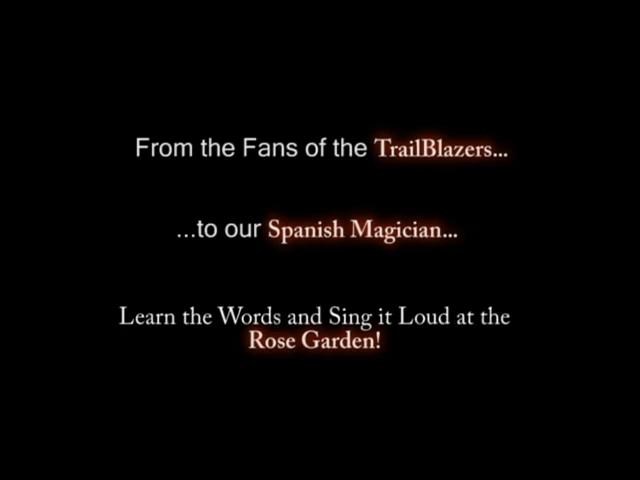 From the Fans of the TrailBlazers...
...to our Spanish Magician...
Learn the Words and Sing it Loud at the
Rose Garden!